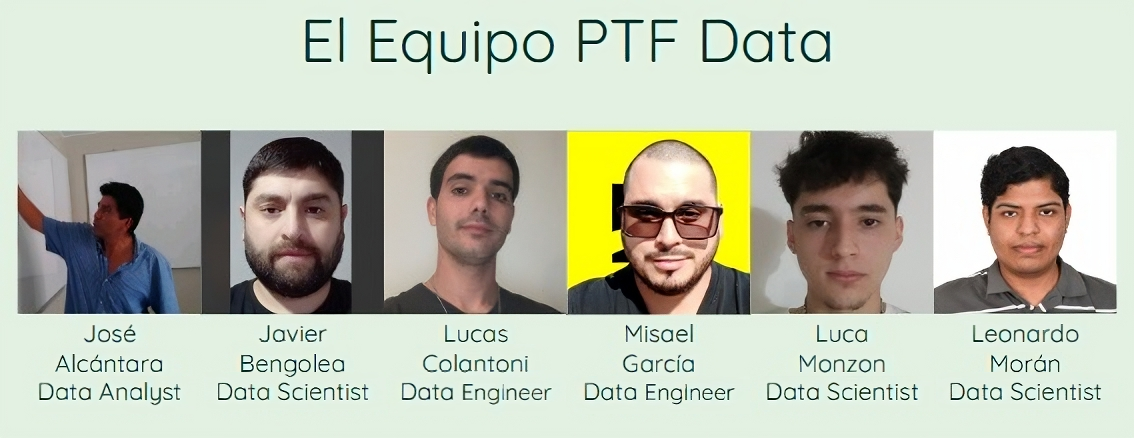 El Equipo PTF Data
José
Alcántara
Data Analyst
Javier
Bengolea
Data Scientist
Lucas
Colantoni
Data Engineer
Misael
García
Data Engineer
Luca
Monzon
Data Scientist
Leonardo
Morán
Data Scientist